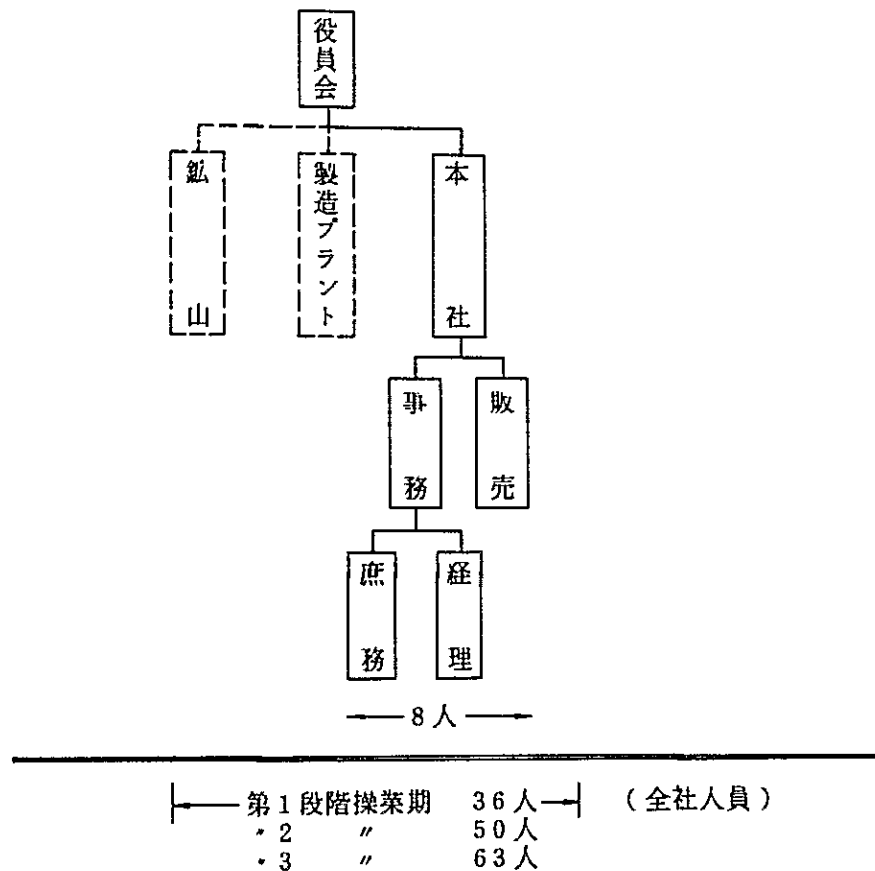 役員会
鉱山
製造プラント
本社
事務
販売
庶務
経理
8人
第1段階操業期 36人 (全社人員)
〃2 〃 50人
〃3 〃 63人